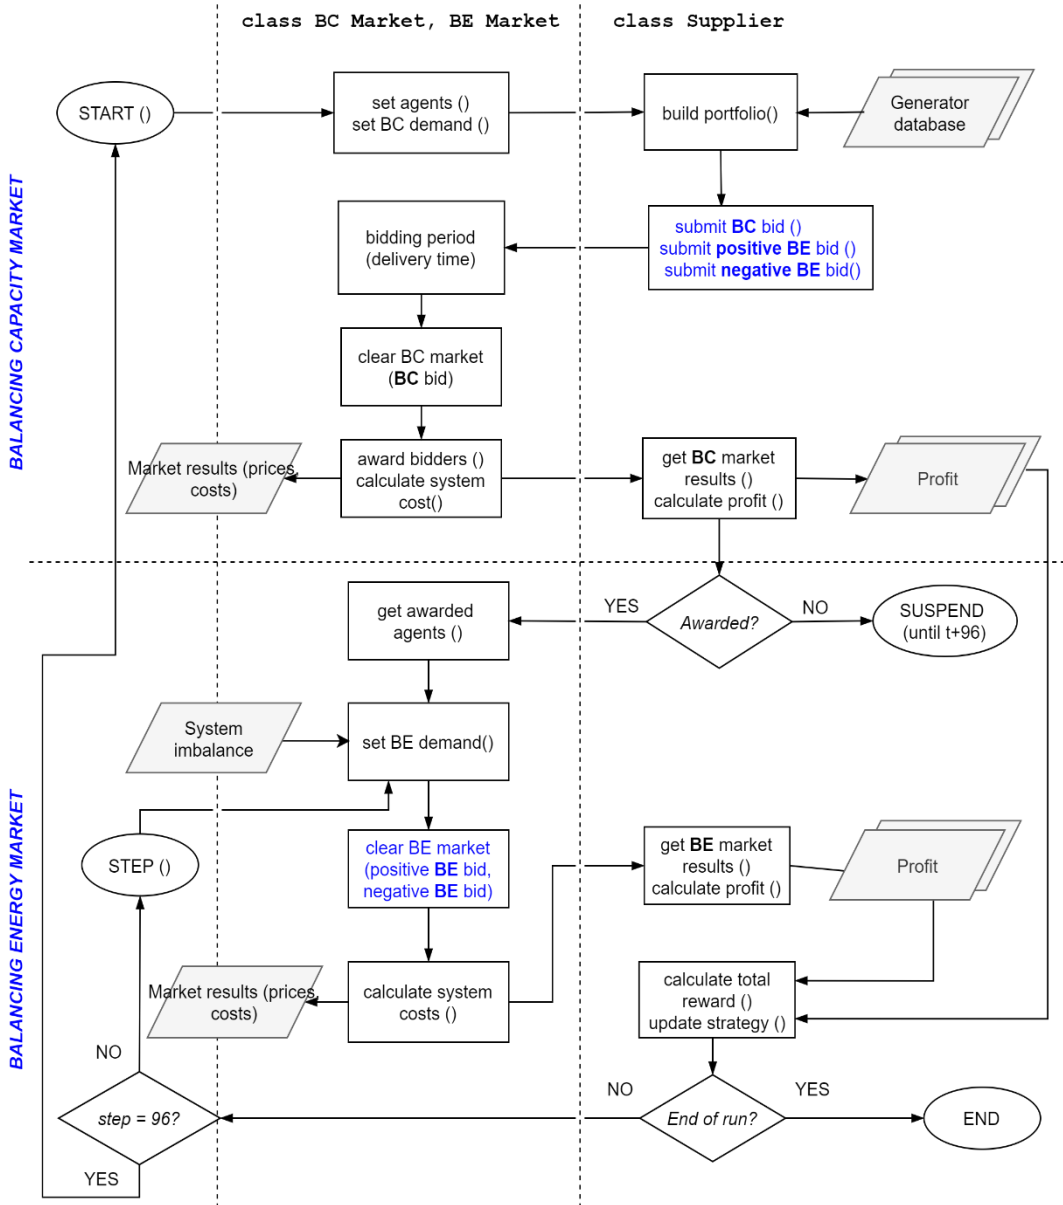 class BC Market, BE Market
class Supplier
BALANCING CAPACITY MARKET
START ()
set agents ()
set BC demand ()
build portfolio()
Generator
database
bidding period
(delivery time)
submit BC bid ()
submit positive BE bid ()
submit negative BE bid()
clear BC market
(BC bid)
Market results (prices,
costs)
award bidders ()
calculate system
cost()
get BC market
results ()
calculate profit ()
Profit
BALANCING ENERGY MARKET
get awarded
agents ()
YES
Awarded?
NO
SUSPEND
(until t+96)
System
imbalance
set BE demand()
STEP ()
clear BE market
(positive BE bid,
negative BE bid)
get BE market
results ()
calculate profit ()
Profit
Market results (prices,
costs)
calculate system
costs ()
calculate total
reward ()
update strategy ()
NO
step = 96?
YES
NO
End of run?
YES
END